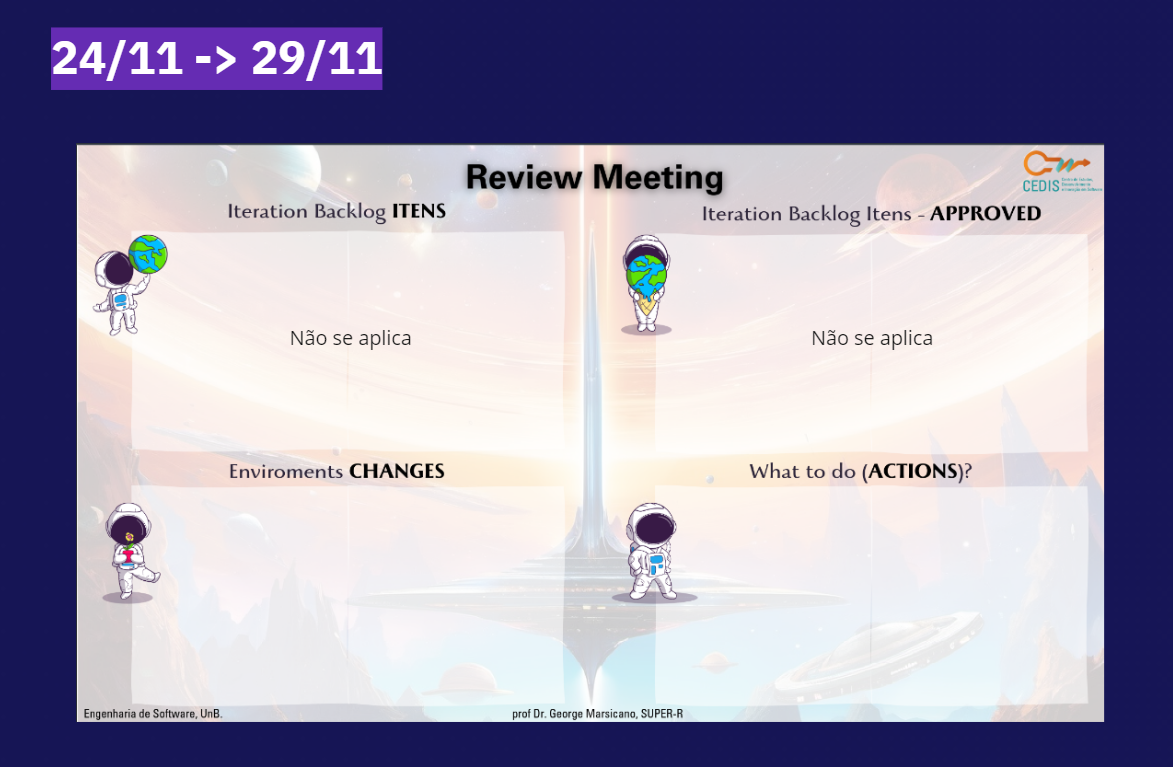 24/11 -> 29/11
Review Meeting
CEDIS
Iteration Backlog ITENS
Iteration Backlog Itens - APPROVED
Não se aplica
Não se aplica
Enviroments CHANGES
What to do (ACTIONS)?
Engenharia de Software, UnB.
prof Dr. George Marsicano, SUPER-R